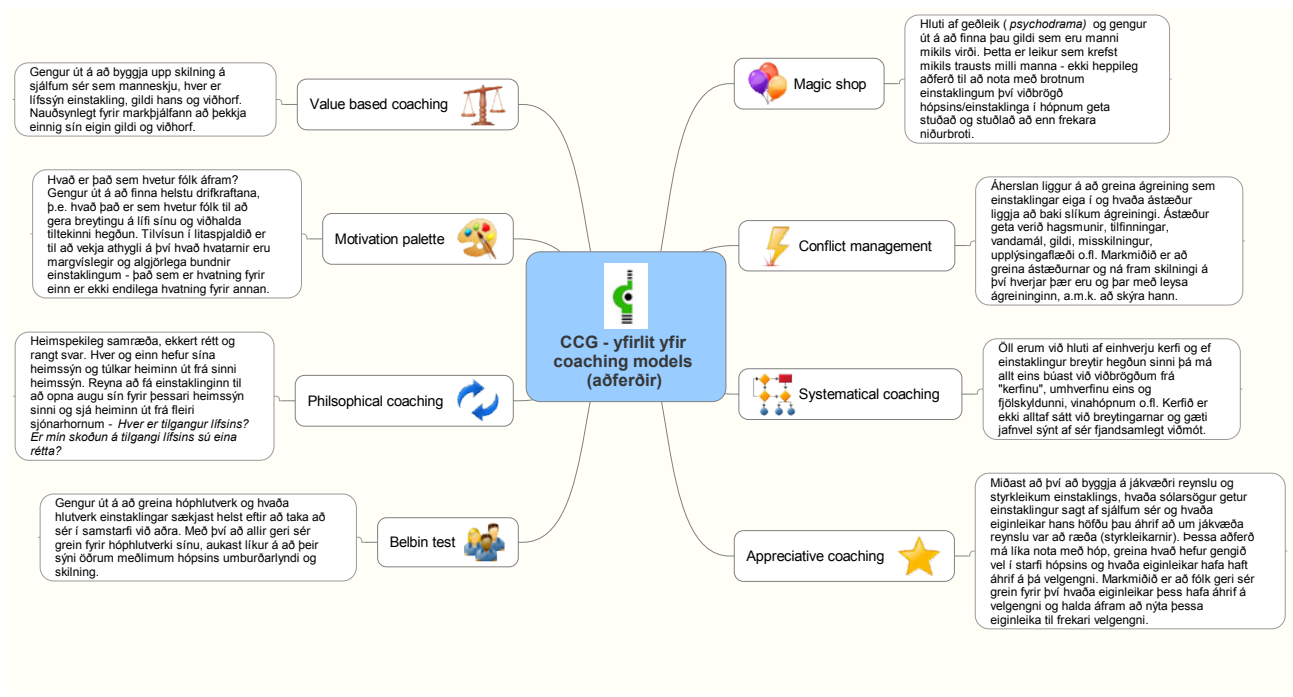 CCG - yfirlit yfir
coaching models
(aðferðir)
Value based coaching
Gengur út á að byggja upp skilning á
sjálfum sér sem manneskju, hver er
lífssýn einstakling, gildi hans og viðhorf.
Nauðsynlegt fyrir markþjálfann að þekkja
einnig sín eigin gildi og viðhorf.
Motivation palette
Hvað er það sem hvetur fólk áfram?
Gengur út á að finna helstu drifkraftana,
þ.e. hvað það er sem hvetur fólk til að
gera breytingu á lífi sínu og viðhalda
tiltekinni hegðun. Tilvísun í litaspjaldið er
til að vekja athygli á því hvað hvatarnir eru
margvíslegir og algjörlega bundnir
einstaklingum - það sem er hvatning fyrir
einn er ekki endilega hvatning fyrir annan.
Philsophical coaching
Heimspekileg samræða, ekkert rétt og
rangt svar. Hver og einn hefur sína
heimssýn og túlkar heiminn út frá sinni
heimssýn. Reyna að fá einstaklinginn til
að opna augu sín fyrir þessari heimssýn
sinni og sjá heiminn út frá fleiri
sjónarhornum - Hver er tilgangur lífsins?
Er mín skoðun á tilgangi lífsins sú eina
rétta?
Belbin test
Gengur út á að greina hóphlutverk og hvaða
hlutverk einstaklingar sækjast helst eftir að taka að
sér í samstarfi við aðra. Með því að allir geri sér
grein fyrir hóphlutverki sínu, aukast líkur á að þeir
sýni öðrum meðlimum hópsins umburðarlyndi og
skilning.
Magic shop
Hluti af geðleik ( psychodrama) og gengur
út á að finna þau gildi sem eru manni
mikils virði. Þetta er leikur sem krefst
mikils trausts milli manna - ekki heppileg
aðferð til að nota með brotnum
einstaklingum því viðbrögð
hópsins/einstaklinga í hópnum geta
stuðað og stuðlað að enn frekara
niðurbroti.
Conflict management
Áherslan liggur á að greina ágreining sem
einstaklingar eiga í og hvaða ástæður
liggja að baki slíkum ágreiningi. Ástæður
geta verið hagsmunir, tilfinningar,
vandamál, gildi, misskilningur,
upplýsingaflæði o.fl. Markmiðið er að
greina ástæðurnar og ná fram skilningi á
því hverjar þær eru og þar með leysa
ágreininginn, a.m.k. að skýra hann.
Systematical coaching
Öll erum við hluti af einhverju kerfi og ef
einstaklingur breytir hegðun sinni þá má
allt eins búast við viðbrögðum frá
"kerfinu", umhverfinu eins og
fjölskyldunni, vinahópnum o.fl. Kerfið er
ekki alltaf sátt við breytingarnar og gæti
jafnvel sýnt af sér fjandsamlegt viðmót.
Appreciative coaching
Miðast að því að byggja á jákvæðri reynslu og
styrkleikum einstaklings, hvaða sólarsögur getur
einstaklingur sagt af sjálfum sér og hvaða
eiginleikar hans höfðu þau áhrif að um jákvæða
reynslu var að ræða (styrkleikarnir). Þessa aðferð
má líka nota með hóp, greina hvað hefur gengið
vel í starfi hópsins og hvaða eiginleikar hafa haft
áhrif á þá velgengni. Markmiðið er að fólk geri sér
grein fyrir því hvaða eiginleikar þess hafa áhrif á
velgengni og halda áfram að nýta þessa
eiginleika til frekari velgengni.